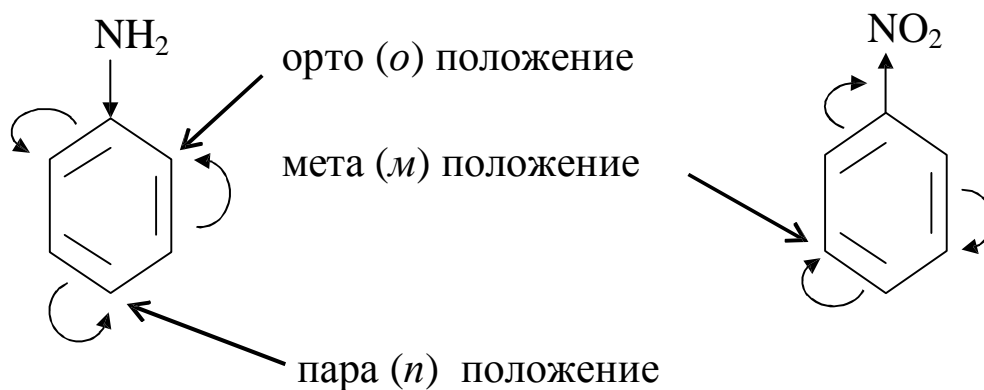 NH₂
NO₂
орто (о) положение
мета (м) положение
пара (п) положение